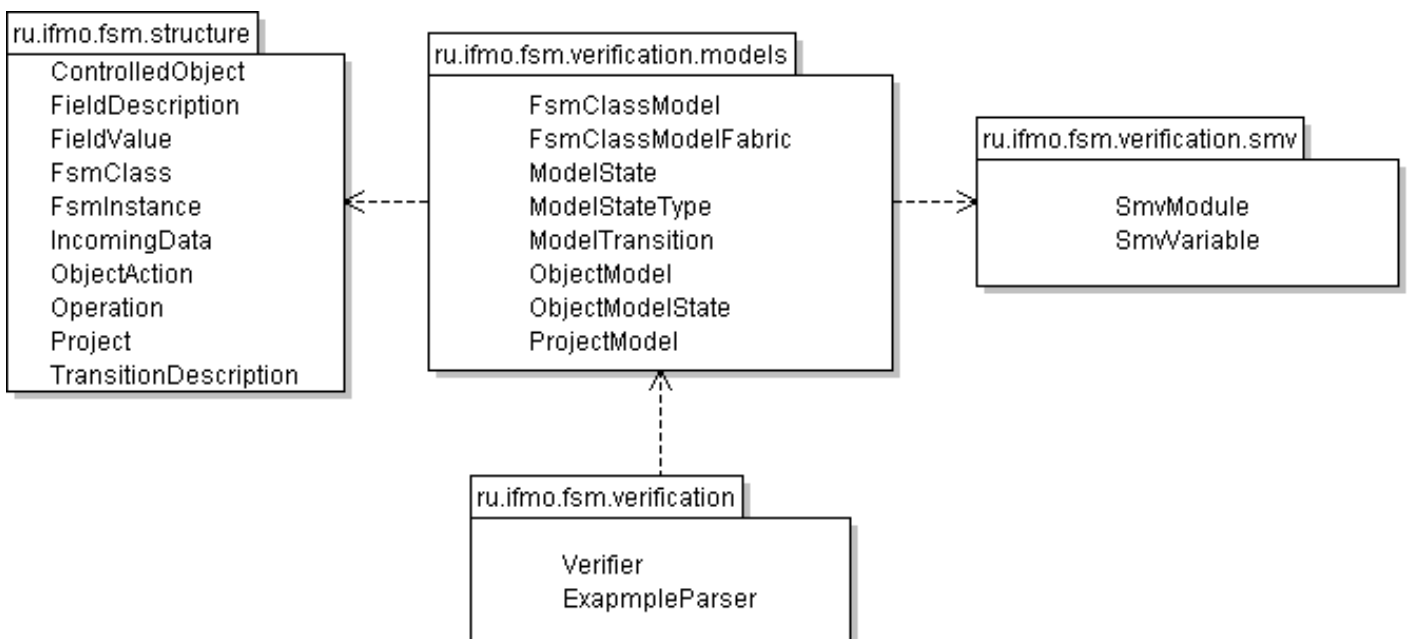 ru.ifmo.fsm.structure
ControlledObject
FieldDescription
FieldValue
FsmClass
FsmInstance
IncomingData
ObjectAction
Operation
Project
TransitionDescription
ru.ifmo.fsm.verification.models
FsmClassModel
FsmClassModelFabric
ModelState
ModelStateType
ModelTransition
ObjectModel
ObjectModelState
ProjectModel
ru.ifmo.fsm.verification.smv
SmvModule
SmvVariable
ru.ifmo.fsm.verification
Verifier
ExapmpleParser